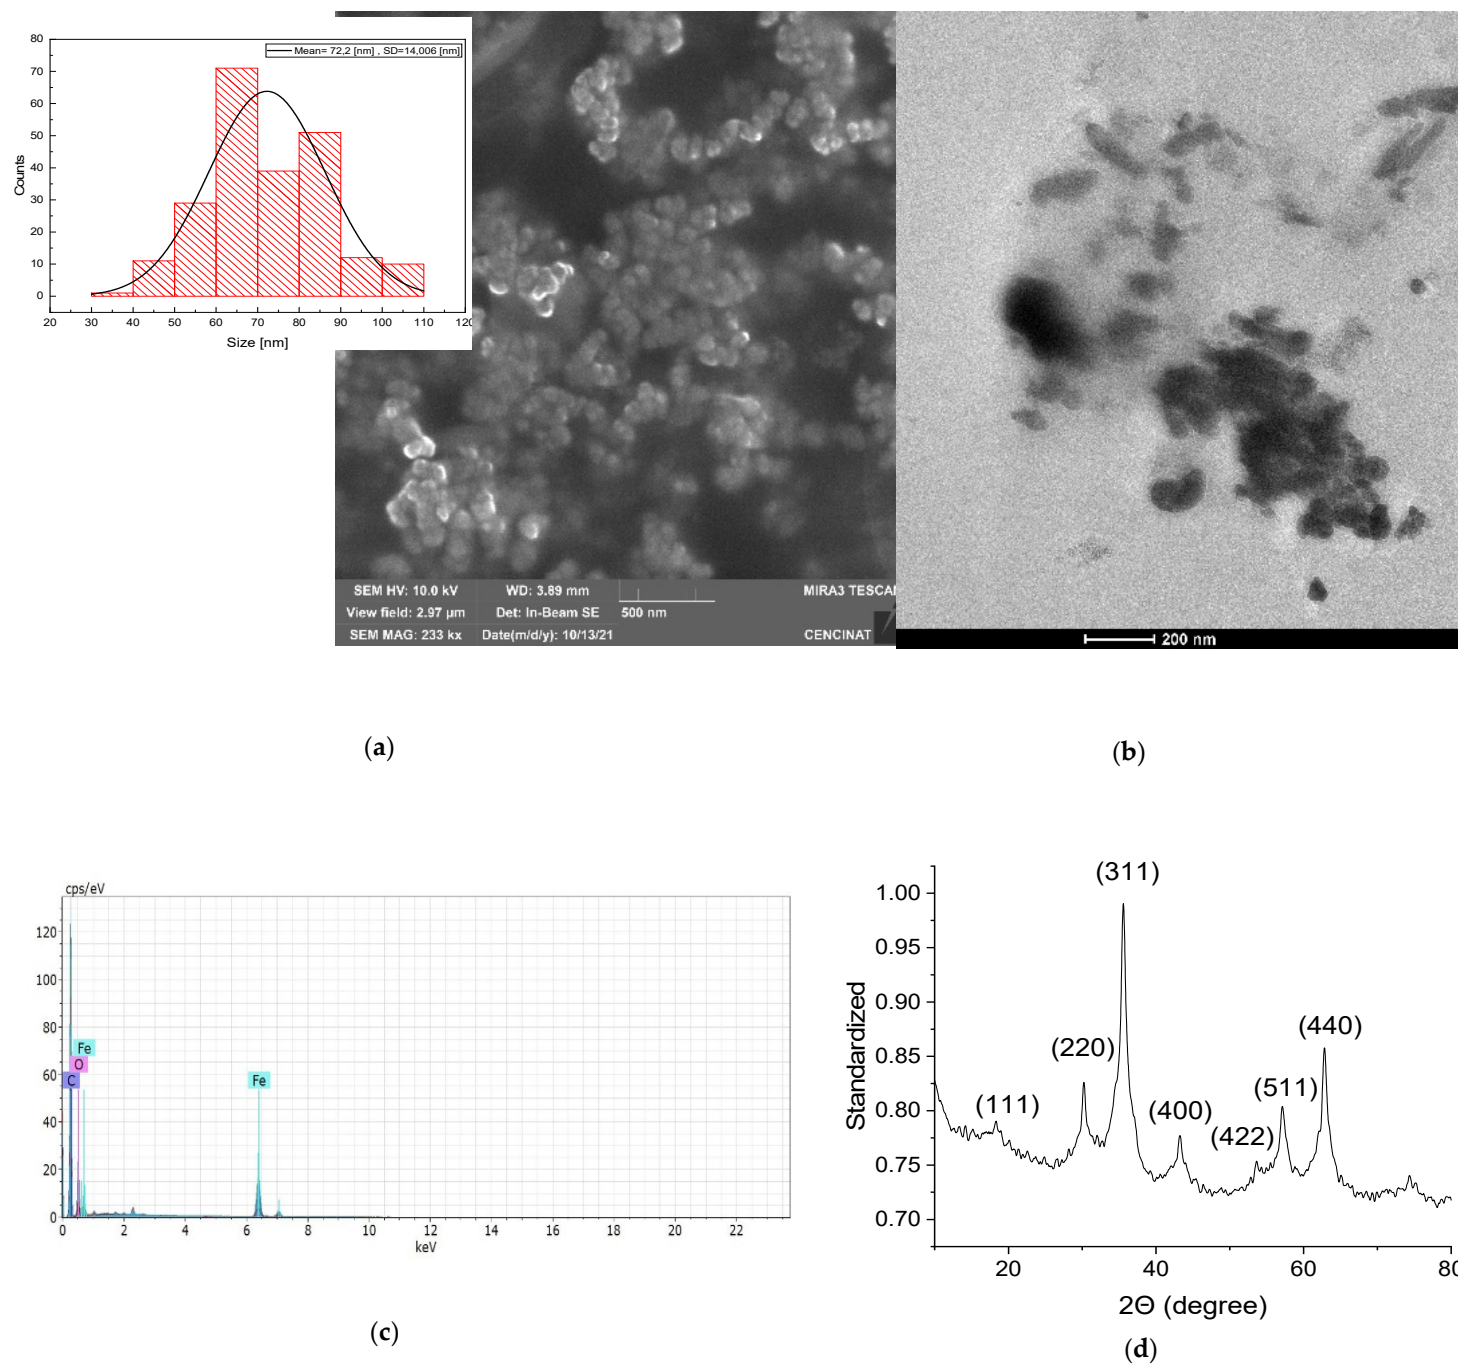 Mean= 72,2 [nm] , SD=14,006 [nm]
80
70
60
50
40
30
20
10
0
Counts
20 30 40 50 60 70 80 90 100 110 120
Size [nm]
SEM HV: 10.0 kV WD: 3.89 mm MIRA3 TESCAN
View field: 2.97 µm Det: In-Beam SE 500 nm
SEM MAG: 233 kx Date(m/d/y): 10/13/21 CENCINAT
200 nm
(a)
(b)
cps/eV
120
100
80
60
40
20
0
Fe
O
C
Fe
0 2 4 6 8 10 12 14 16 18 20 22
keV
(c)
1.00
0.95
0.90
0.85
0.80
0.75
0.70
Standardized
(311)
(440)
(220)
(511)
(111)
(400)
(422)
20 40 60 80
2Θ (degree)
(d)